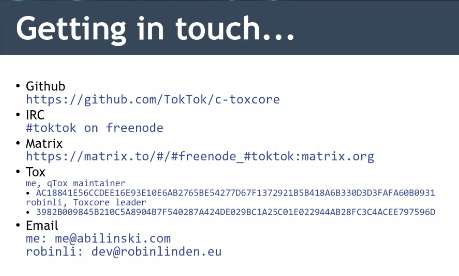 Getting in touch...
• Github
https://github.com/TokTok/c-toxcore
• IRC
#toktok on freenode
• Matrix
https://matrix.to/#/#freenode_#toktok:matrix.org
• Tox
me, qTox maintainer
• AC18841E56CCDEE16E93E10E6AB2765BE54277D67F1372921B5B418A6B330D3D3FAFA60B0931
robinli, Toxcore leader
• 3982B009845B210C5A8904B7F540287A424DE029BC1A25C01E022944AB28FC3C4ACEE797596D
• Email
me: me@abilinski.com
robinli: dev@robinlinden.eu